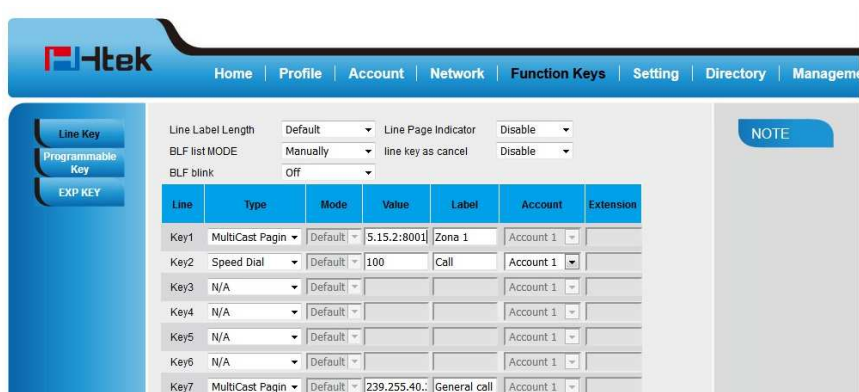 Htek
Home | Profile | Account | Network | Function Keys | Setting | Directory | Manageme
Line Key
Programmable
Key
EXP KEY
NOTE
Line Label Length Default Line Page Indicator Disable
BLF list MODE Manually line key as cancel Disable
BLF blink Off
Line Type Mode Value Label Account Extension
Key1 MultiCast Pagin Default 5.15.2:8001 Zona 1 Account 1
Key2 Speed Dial Default 100 Call Account 1
Key3 N/A Default Account 1
Key4 N/A Default Account 1
Key5 N/A Default Account 1
Key6 N/A Default Account 1
Key7 MultiCast Pagin Default 239.255.40.: General call Account 1